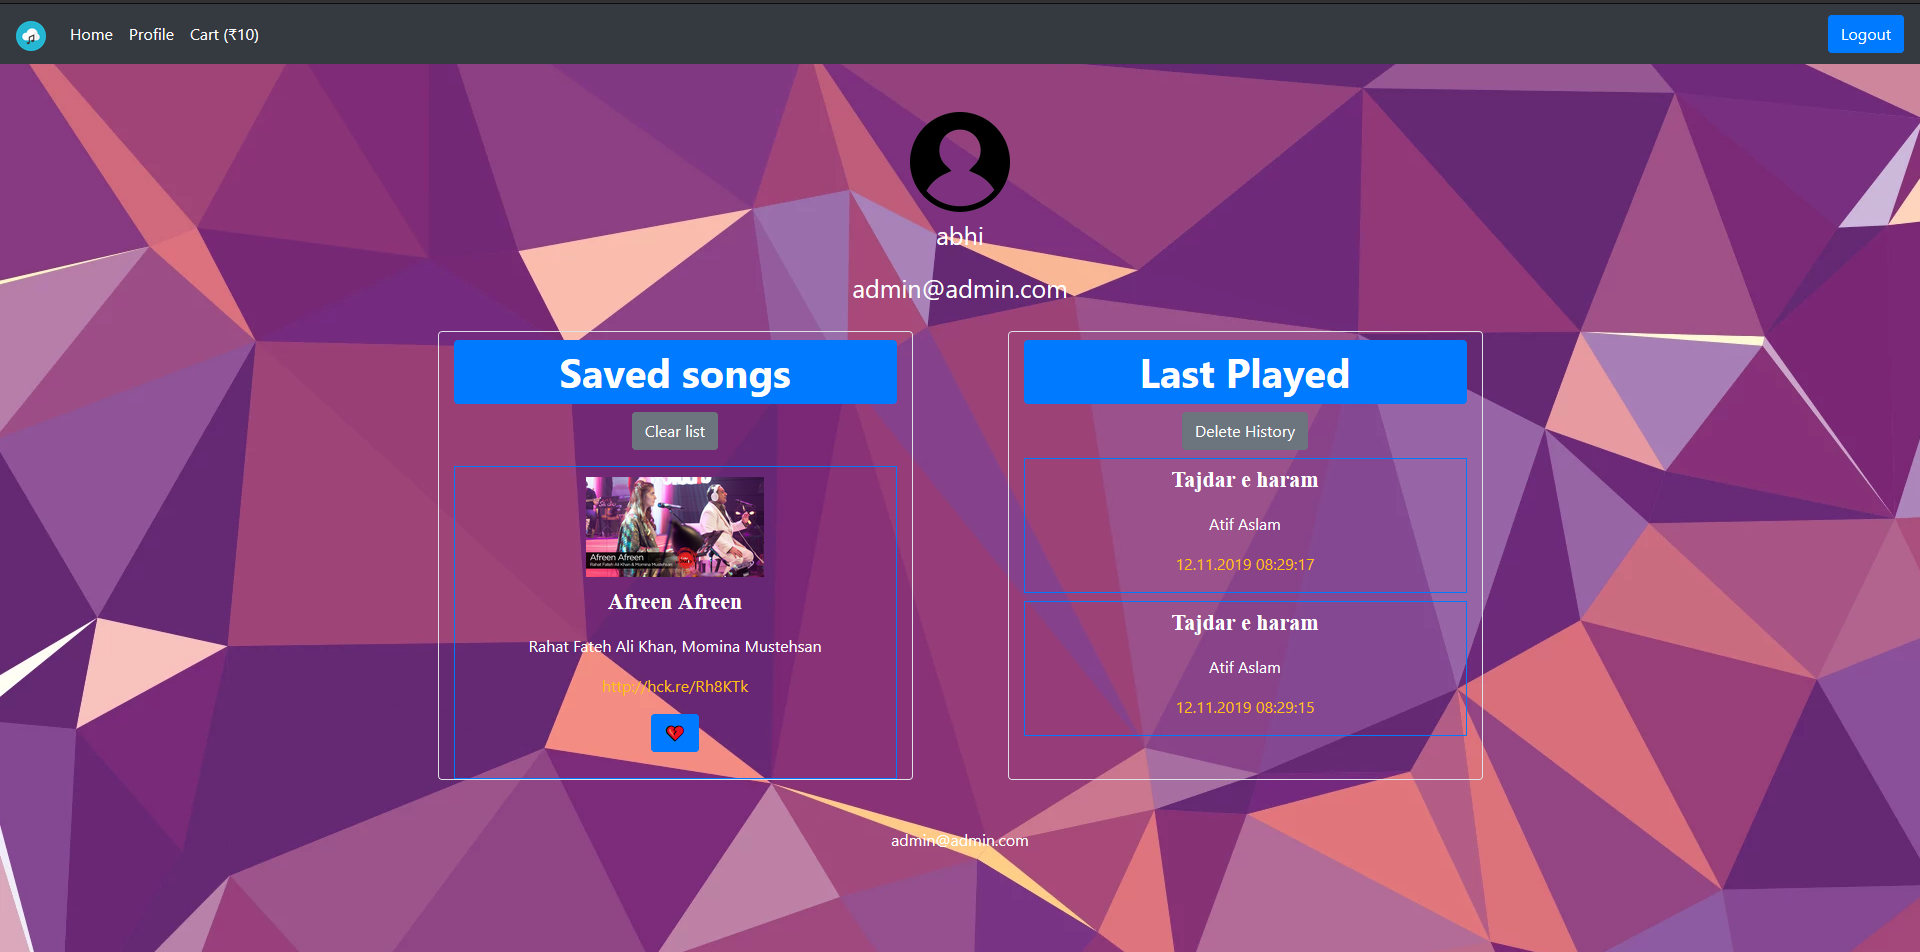 Home Profile Cart (₹10) Logout
abhi
admin@admin.com
Saved songs
Clear list
Afreen Afreen
Rahat Fateh Ali Khan & Momina Mustehsan
Afreen Afreen
Rahat Fateh Ali Khan, Momina Mustehsan
http://hck.re/Rh8KTk
Last Played
Delete History
Tajdar e haram
Atif Aslam
12.11.2019 08:29:17
Tajdar e haram
Atif Aslam
12.11.2019 08:29:15
admin@admin.com